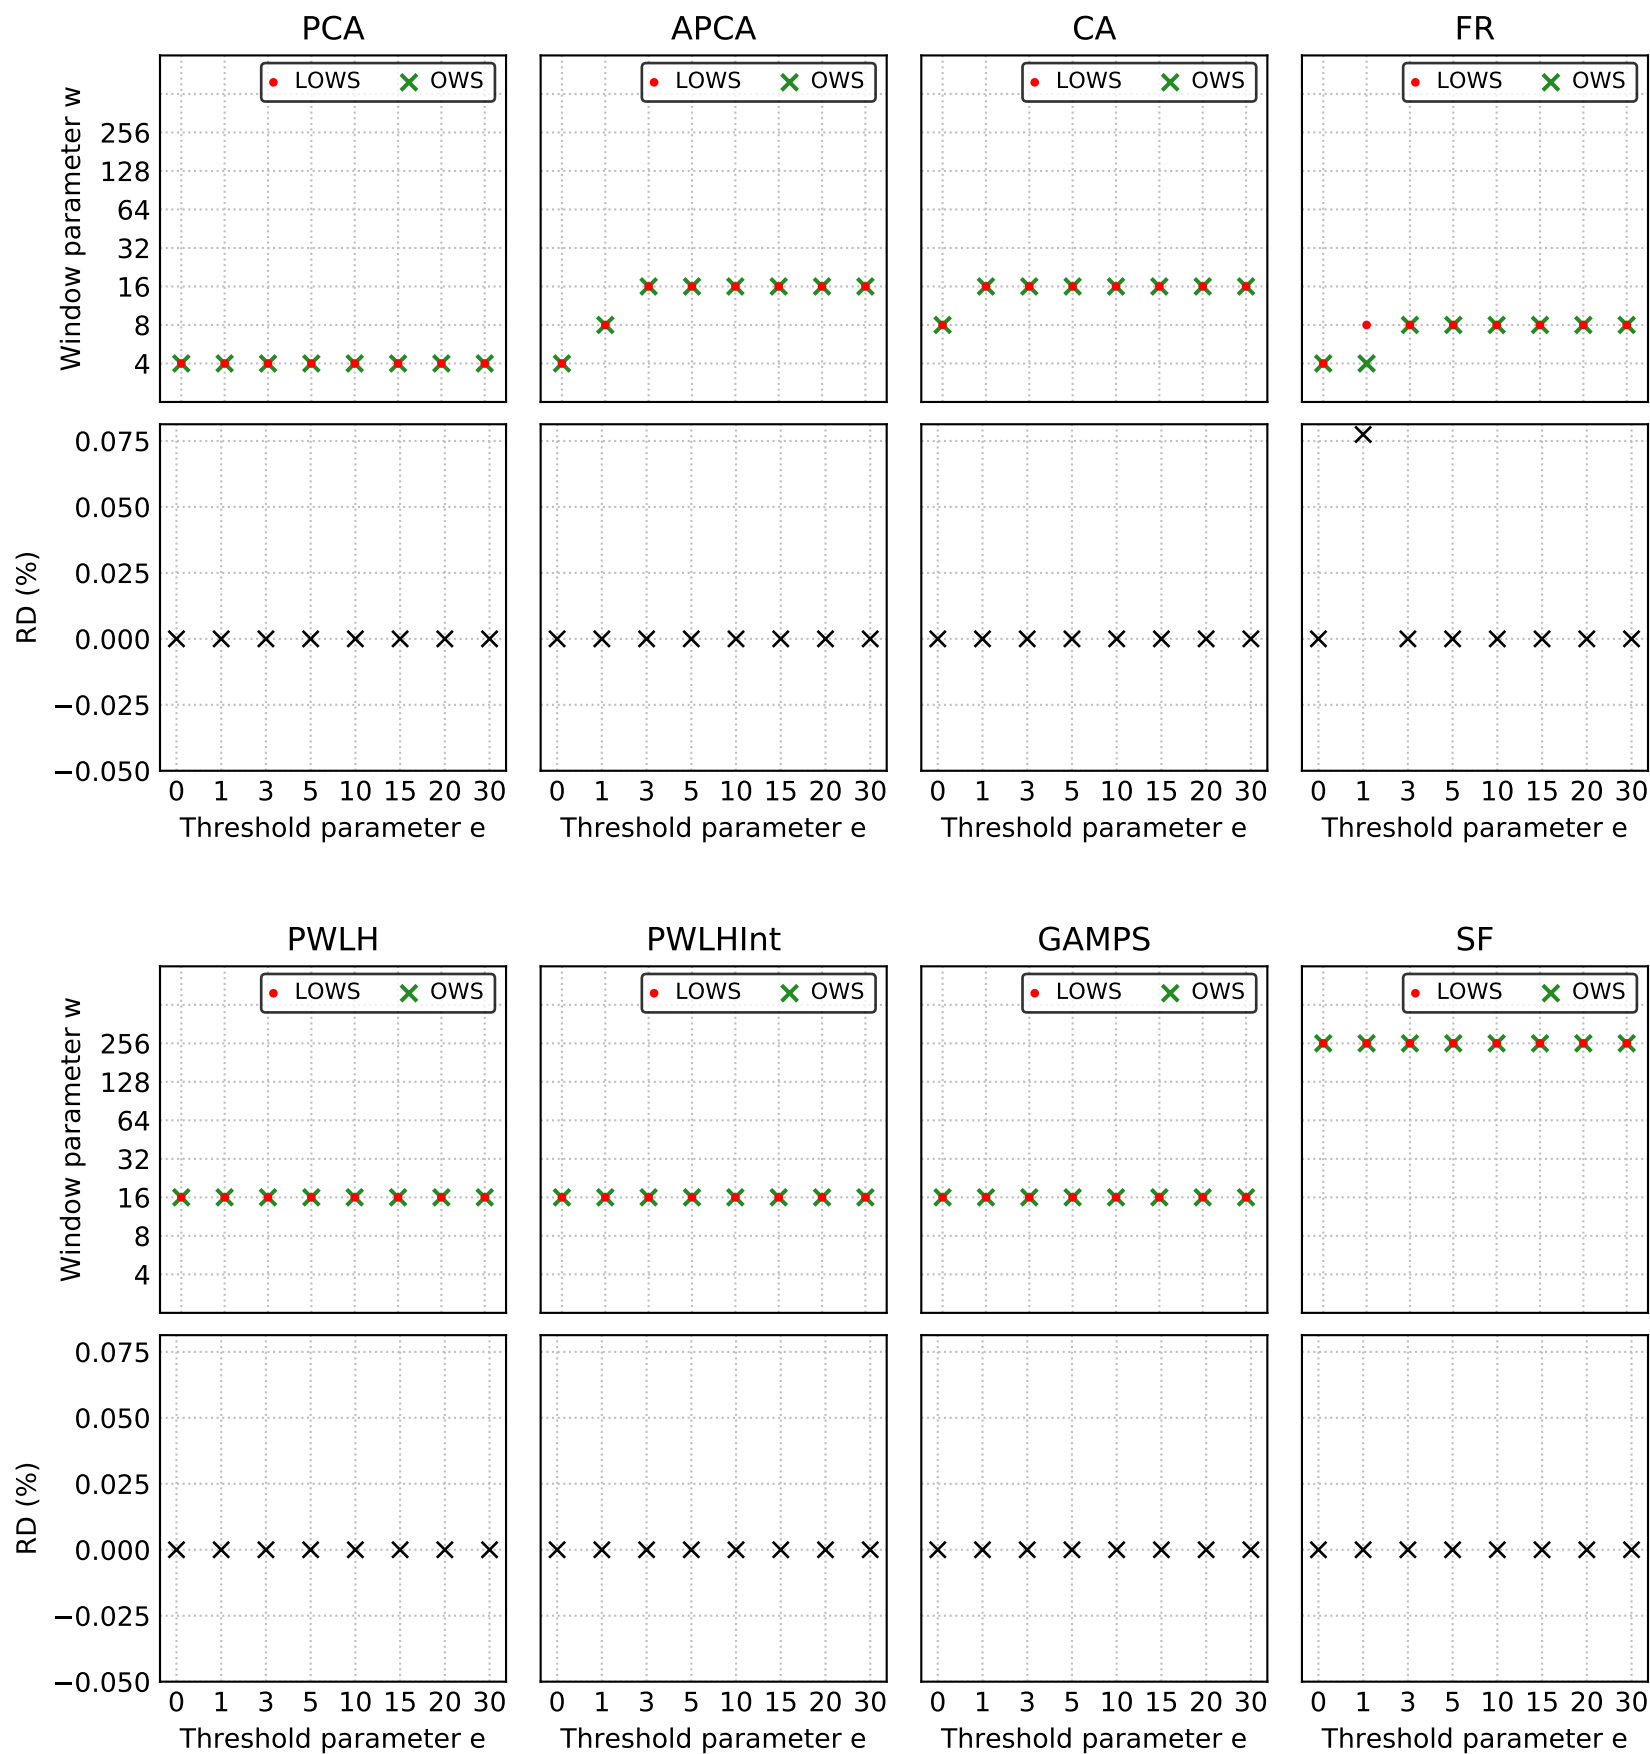 PCA APCA CA FR
LOWS OWS LOWS OWS LOWS OWS LOWS OWS
Window parameter w
256
128
64
32
16
8
4
RD (%)
0.075
0.050
0.025
0.000
−0.025
−0.050
0 1 3 5 10 15 20 30 0 1 3 5 10 15 20 30 0 1 3 5 10 15 20 30 0 1 3 5 10 15 20 30
Threshold parameter e Threshold parameter e Threshold parameter e Threshold parameter e
PWLH PWLHInt GAMPS SF
LOWS OWS LOWS OWS LOWS OWS LOWS OWS
Window parameter w
256
128
64
32
16
8
4
RD (%)
0.075
0.050
0.025
0.000
−0.025
−0.050
0 1 3 5 10 15 20 30 0 1 3 5 10 15 20 30 0 1 3 5 10 15 20 30 0 1 3 5 10 15 20 30
Threshold parameter e Threshold parameter e Threshold parameter e Threshold parameter e